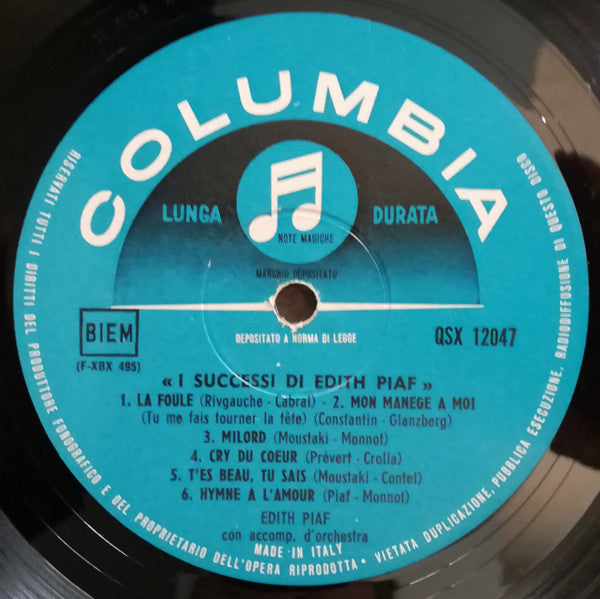 COLUMBIA
LUNGA DURATA
NOTE MAGICHE
MARCHIO DEPOSITATO
DEPOSITATO A NORMA DI LEGGE
BIEM
(F-XBX 495)
QSX 12047
« I SUCCESSI DI EDITH PIAF »
1. LA FOULE (Rivgauche - Cabral) - 2. MON MANEGE A MOI
(Tu me fais tourner la tête) (Constantin - Glanzberg)
3. MILORD (Moustaki - Monnot)
4. CRY DU COEUR (Prévert - Crolla)
5. T'ES BEAU, TU SAIS (Moustaki - Contet)
6. HYMNE A L'AMOUR (Piaf - Monnot)
EDITH PIAF
con accomp. d'orchestra
MADE IN ITALY
RISERVATI TUTTI I DIRITTI DEL PRODUTTORE FONOGRAFICO E DEL PROPRIETARIO DELL'OPERA RIPRODOTTA - VIETATA DUPLICAZIONE, PUBBLICA ESECUZIONE, RADIODIFFUSIONE DI QUESTO DISCO